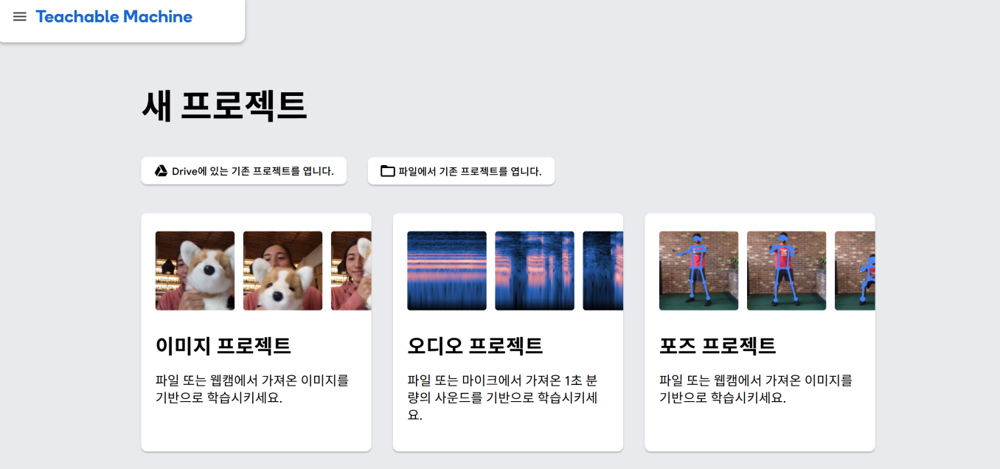 Teachable Machine
새 프로젝트
Drive에 있는 기존 프로젝트를 엽니다.
파일에서 기존 프로젝트를 엽니다.
이미지 프로젝트
파일 또는 웹캠에서 가져온 이미지를
기반으로 학습시키세요.
오디오 프로젝트
파일 또는 마이크에서 가져온 1초 분
량의 사운드를 기반으로 학습시키세
요.
포즈 프로젝트
파일 또는 웹캠에서 가져온 이미지를
기반으로 학습시키세요.